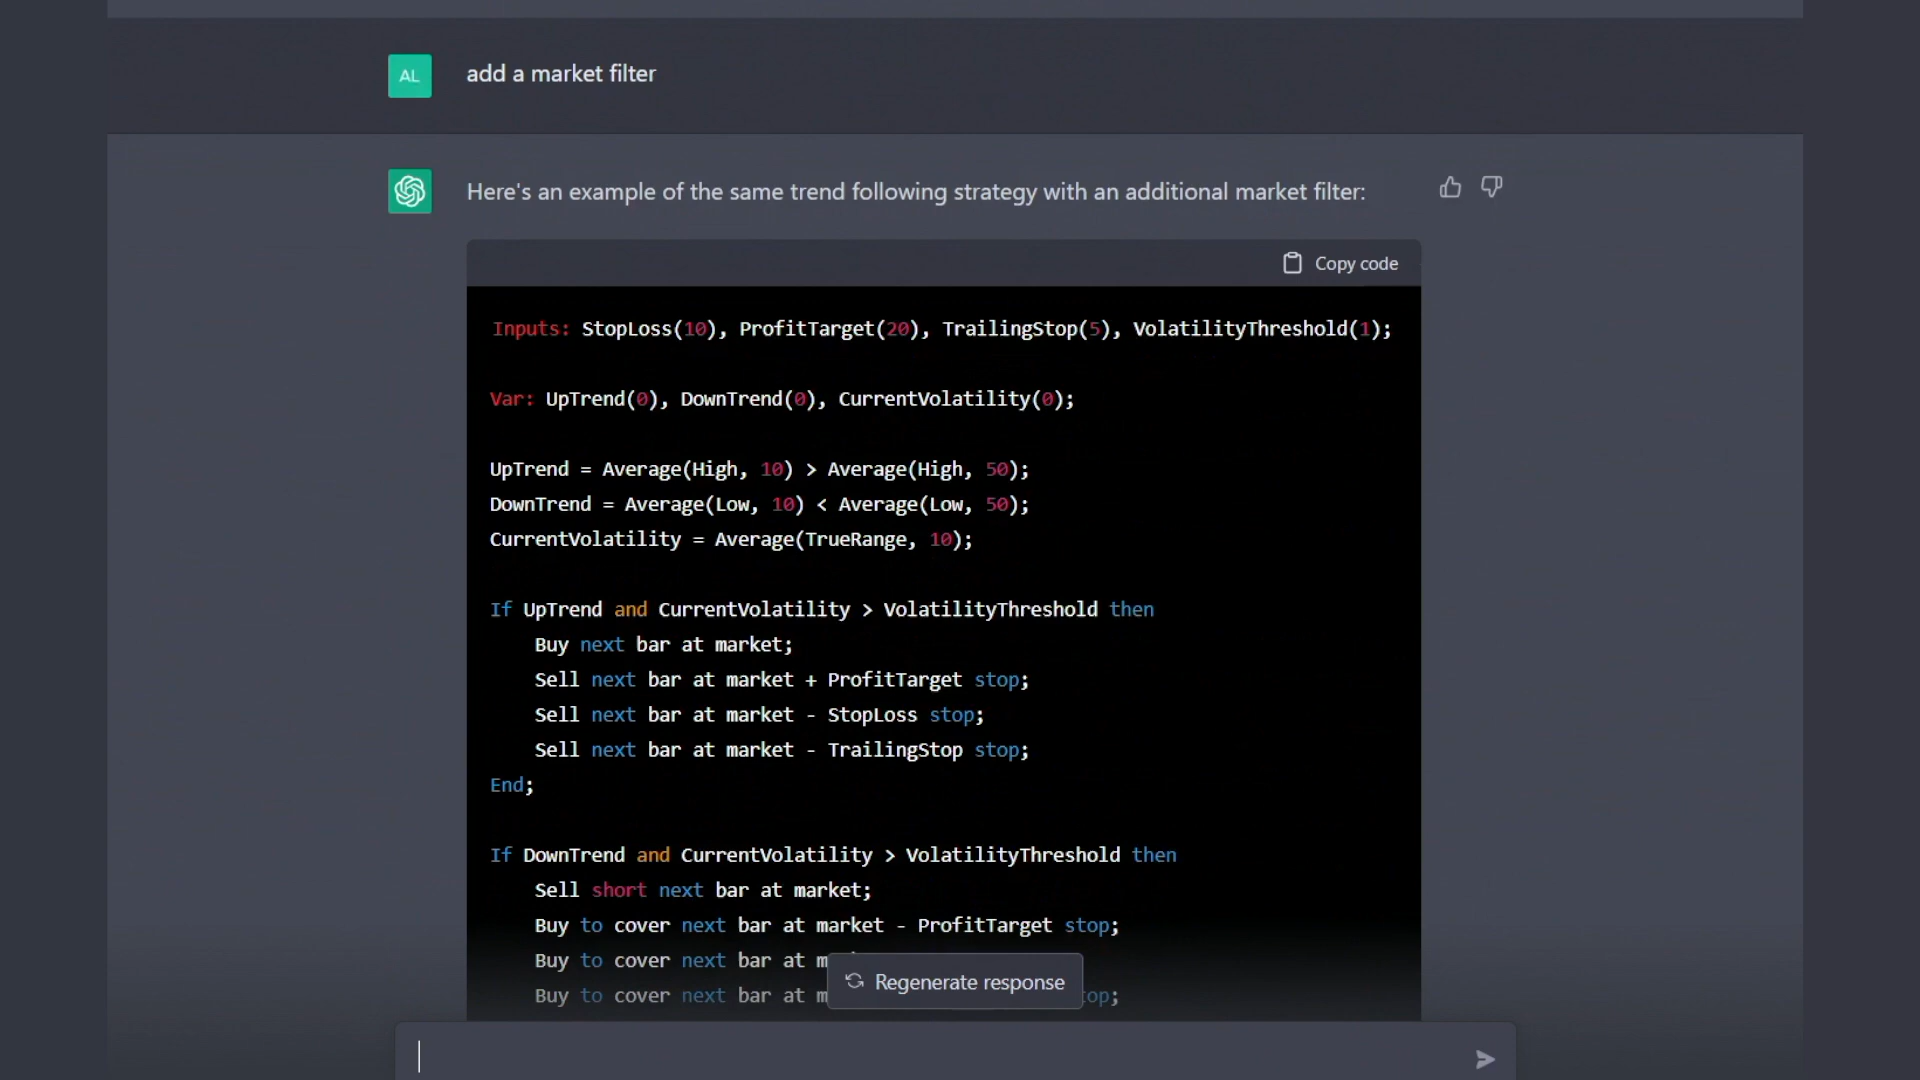 AL
add a market filter
Here's an example of the same trend following strategy with an additional market filter:
Copy code
Inputs: StopLoss(10), ProfitTarget(20), TrailingStop(5), VolatilityThreshold(1);
Var: UpTrend(0), DownTrend(0), CurrentVolatility(0);
UpTrend = Average(High, 10) > Average(High, 50);
DownTrend = Average(Low, 10) < Average(Low, 50);
CurrentVolatility = Average(TrueRange, 10);
If UpTrend and CurrentVolatility > VolatilityThreshold then
Buy next bar at market;
Sell next bar at market + ProfitTarget stop;
Sell next bar at market - StopLoss stop;
Sell next bar at market - TrailingStop stop;
End;
If DownTrend and CurrentVolatility > VolatilityThreshold then
Sell short next bar at market;
Buy to cover next bar at market - ProfitTarget stop;
Buy to cover next bar at
Buy to cover next bar at
Regenerate response